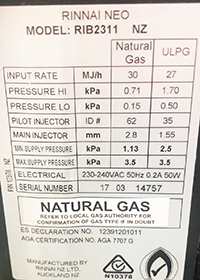 RINNAI NEO
MODEL: RIB2311 NZ
Natural Gas ULPG
INPUT RATE MJ/h 30 27
PRESSURE HI kPa 0.71 1.70
PRESSURE LO kPa 0.15 0.50
PILOT INJECTOR ID # 62 35
MAIN INJECTOR mm 2.8 1.55
MIN SUPPLY PRESSURE kPa 1.13 2.5
MAX SUPPLY PRESSURE kPa 3.5 3.5
ELECTRICAL 230-240VAC 50Hz 0.2A 50W
SERIAL NUMBER 17 03 14757
RIB 12378 NZ
NATURAL GAS
REFER TO LOCAL GAS AUTHORITY FOR
CONFIRMATION OF GAS TYPE IF IN DOUBT
ES DECLARATION NO. 12391201011
AGA CERTIFICATION NO. AGA 7707 G
MANUFACTURED BY
RINNAI NZ LTD.
AUCKLAND NZ
N10378